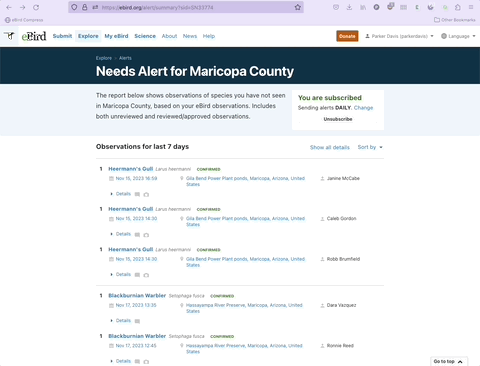 https://ebird.org/alert/summary?sid=SN33774
eBird Campeup
Other Bookmarks
eBird
Submit
Explore
My eBird
Science
About
News
Help
Donate
Parker Davis (parkerdavis)
Language
Explore
Alerts
Needs Alert for Maricopa County
The report below shows observations of species you have not seen
in Maricopa County, based on your eBird observations. Includes
both unreviewed and reviewed/approved observations.
You are subscribed
Sending alerts DAILY. Change
Unsubscribe
Observations for last 7 days
Show all details
Sort by
1 Heermann's Gull Larus heermanni CONFIRMED
Nov 15, 2023 16:59
Gila Bend Power Plant ponds, Maricopa, Arizona, United
States
Janine McCabe
Details
1 Heermann's Gull Larus heermanni CONFIRMED
Nov 15, 2023 16:30
Gila Bend Power Plant ponds, Maricopa, Arizona, United
States
Caleb Gordon
Details
1 Heermann's Gull Larus heermanni CONFIRMED
Nov 15, 2023 14:30
Gila Bend Power Plant ponds, Maricopa, Arizona, United
States
Robb Brumfield
Details
1 Blackburnian Warbler Setophaga fusca CONFIRMED
Nov 17, 2023 13:35
Hassayampa River Preserve, Maricopa, Arizona, United
States
Dara Vazquez
Details
1 Blackburnian Warbler Setophaga fusca CONFIRMED
Nov 17, 2023 12:45
Hassayampa River Preserve, Maricopa, Arizona, United
States
Ronnie Reed
Details
Go to top